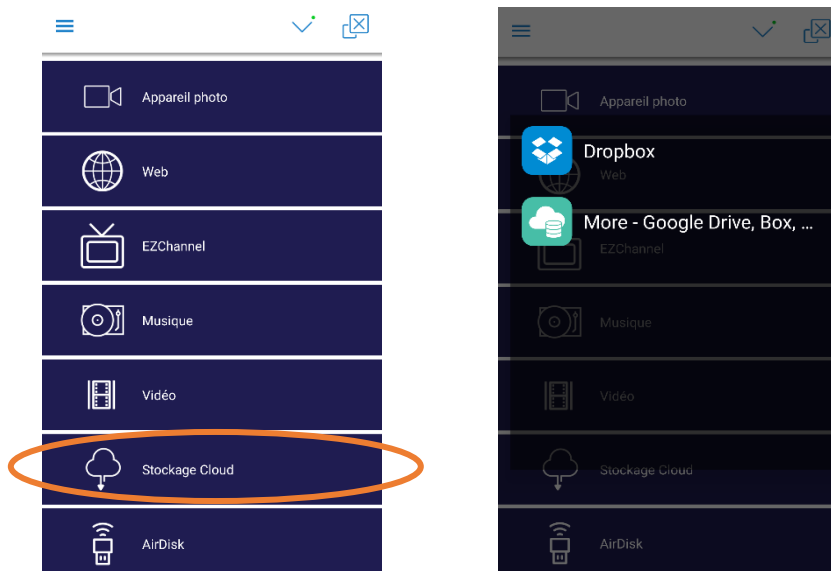 Appareil photo
Web
EZChannel
Musique
Vidéo
Stockage Cloud
AirDisk
Appareil photo
Dropbox
Web
More - Google Drive, Box, ...
EZChannel
Musique
Vidéo
Stockage Cloud
AirDisk